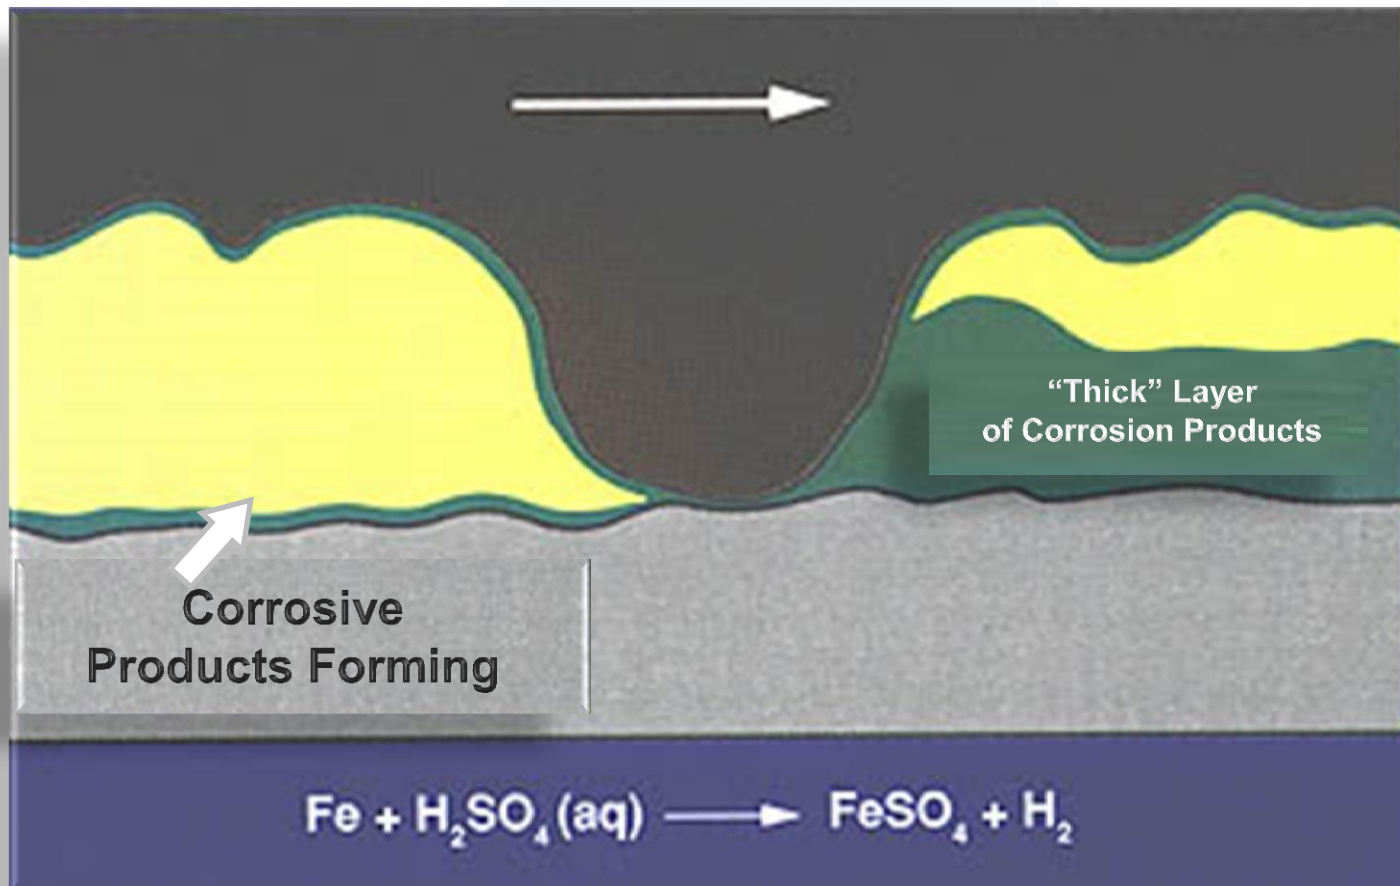 “Thick” Layer
of Corrosion Products
Corrosive
Products Forming
Fe + H₂SO₄ (aq) ⟶ FeSO₄ + H₂